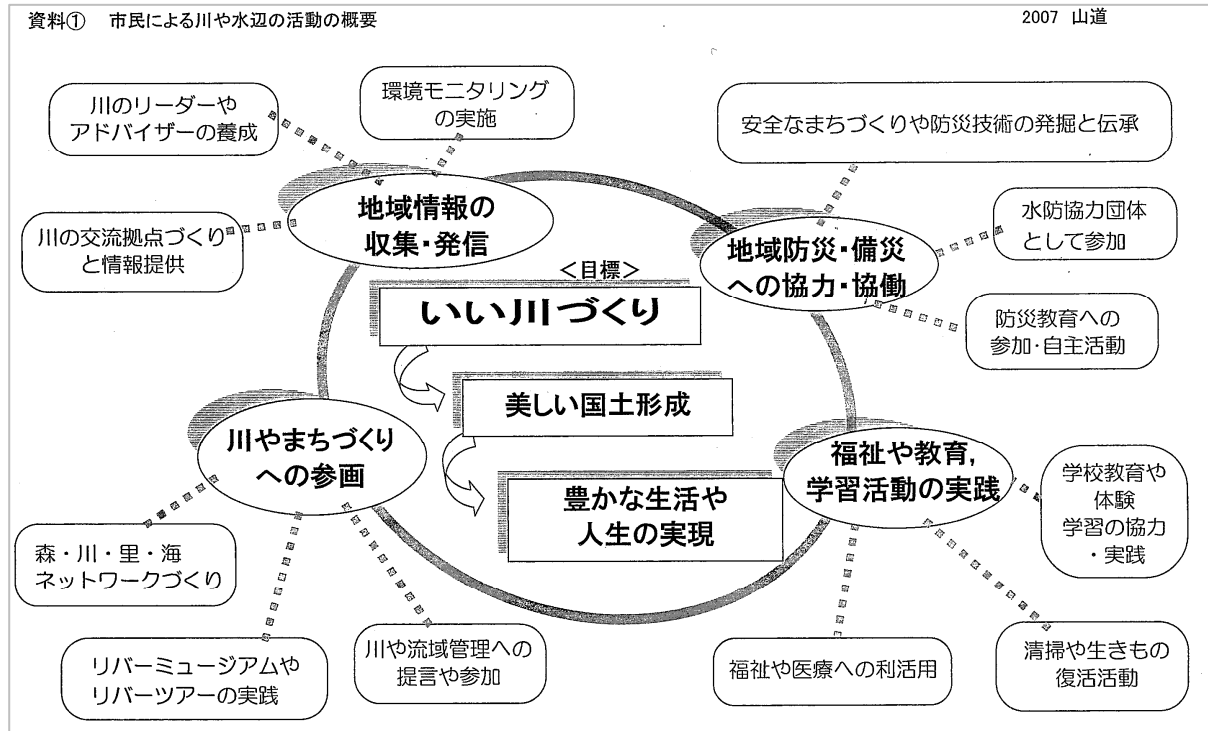 資料① 市民による川や水辺の活動の概要
2007 山道
川のリーダーや
アドバイザーの養成
環境モニタリング
の実施
安全なまちづくりや防災技術の発掘と伝承
地域情報の
収集・発信
川の交流拠点づくり
と情報提供
地域防災・備災
への協力・協働
水防協力団体
として参加
防災教育への
参加・自主活動
<目標>
いい川づくり
美しい国土形成
豊かな生活や
人生の実現
川やまちづくり
への参画
福祉や教育,
学習活動の実践
学校教育や
体験
学習の協力
・実践
森・川・里・海
ネットワークづくり
リバーミュージアムや
リバーツアーの実践
川や流域管理への
提言や参加
福祉や医療への利活用
清掃や生きもの
復活活動